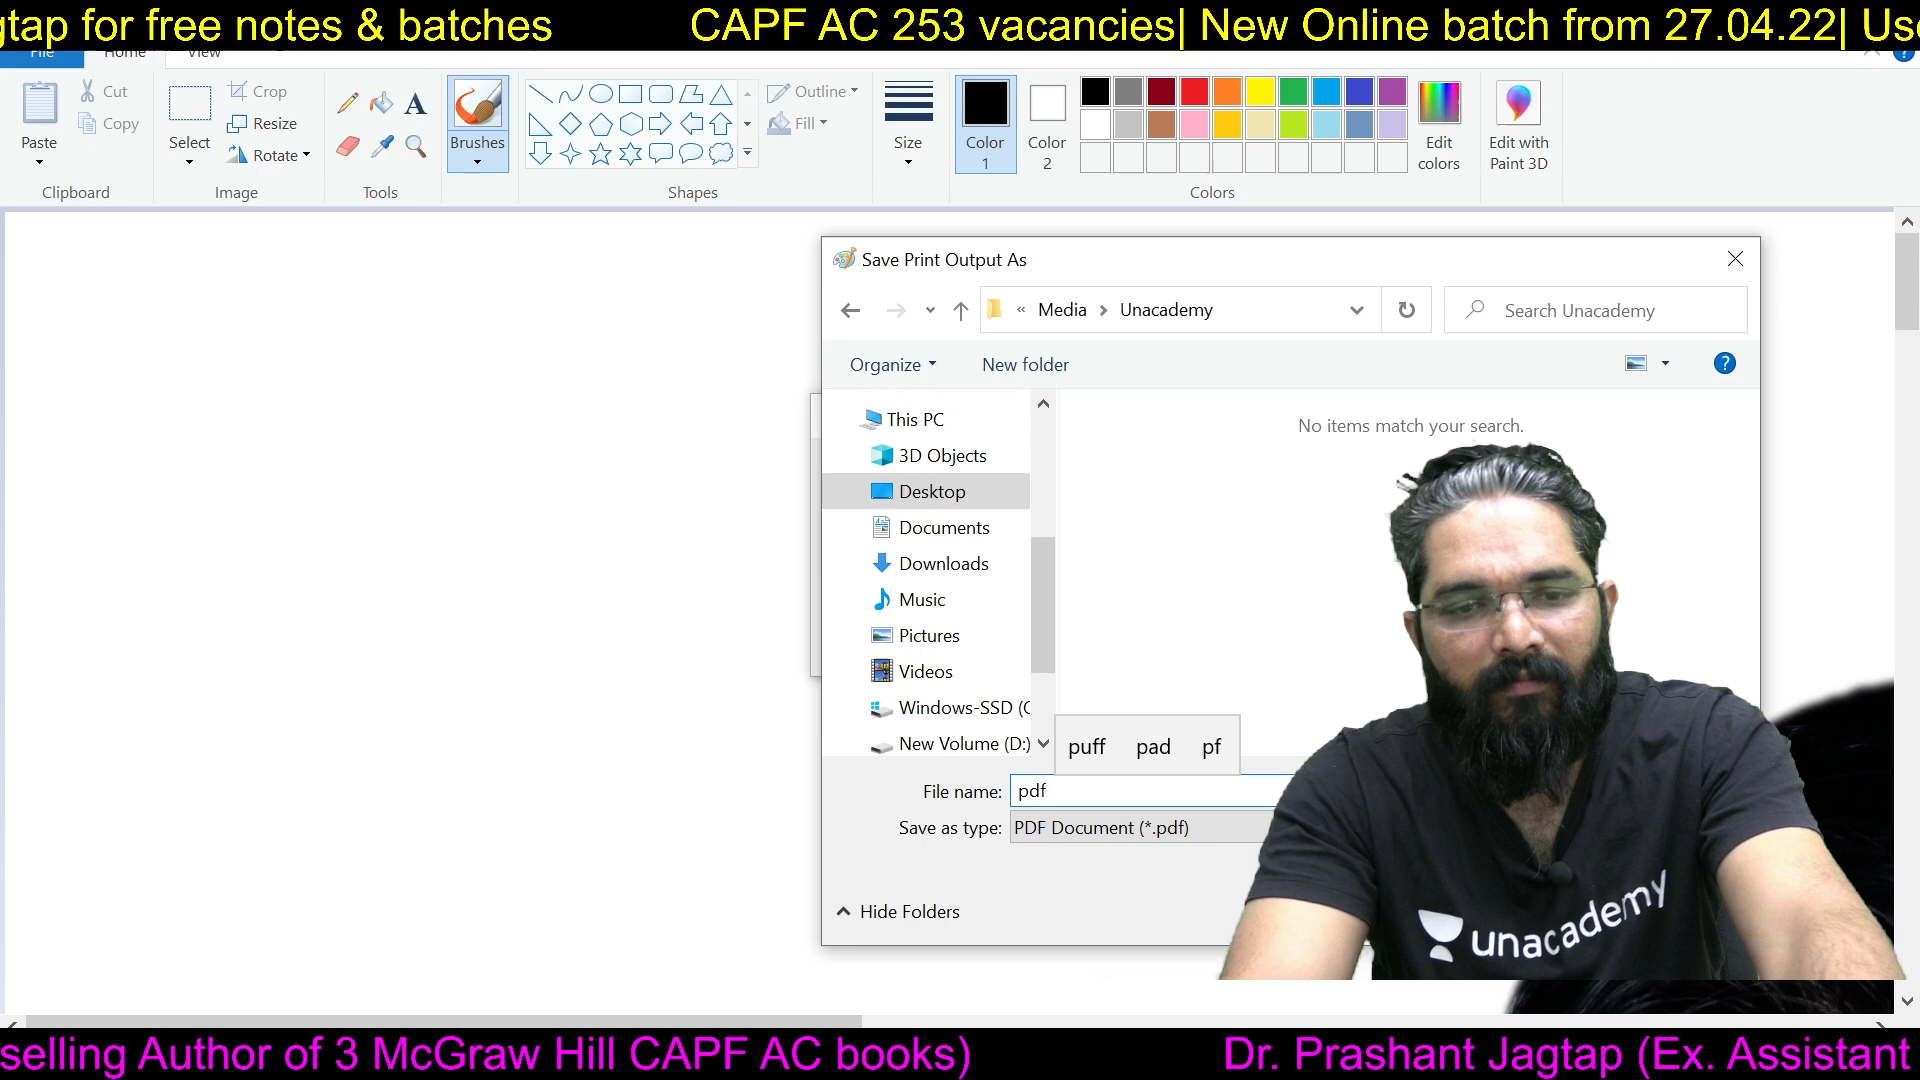 gtap for free notes & batches CAPF AC 253 vacancies| New Online batch from 27.04.22| Us
File Home View
Paste Cut Copy Clipboard
Select Crop Resize Rotate Image
Tools
Brushes
Shapes
Outline Fill
Size
Color 1
Color 2
Colors
Edit colors
Edit with Paint 3D
Save Print Output As
« Media > Unacademy
Search Unacademy
Organize New folder
This PC
3D Objects
Desktop
Documents
Downloads
Music
Pictures
Videos
Windows-SSD (C
New Volume (D:)
No items match your search.
puff pad pf
File name: pdf
Save as type: PDF Document (*.pdf)
Hide Folders
unacademy
selling Author of 3 McGraw Hill CAPF AC books) Dr. Prashant Jagtap (Ex. Assistant